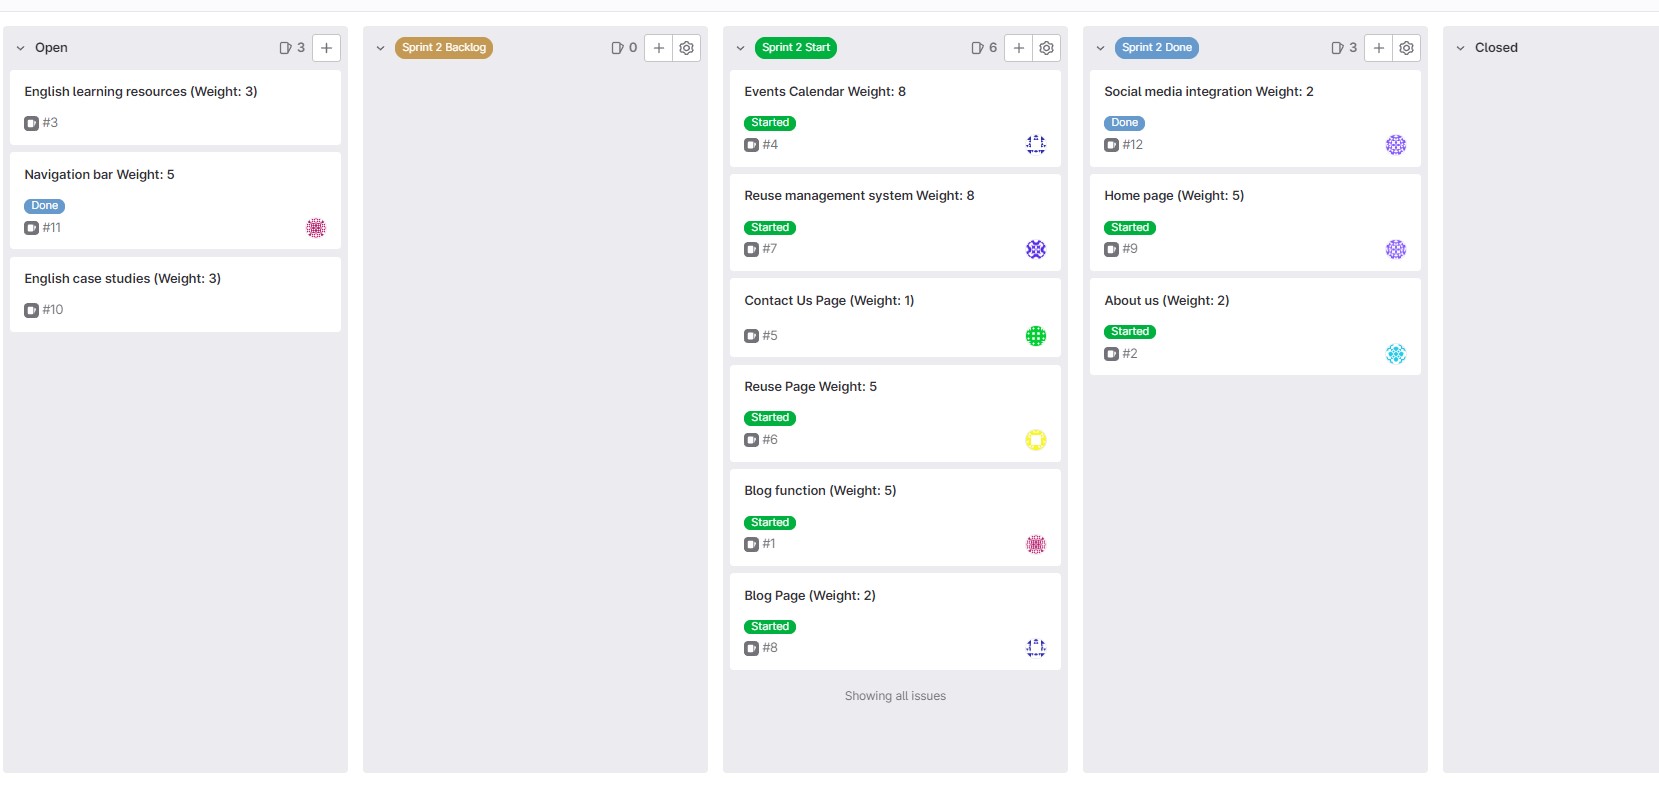 Open 3
English learning resources (Weight: 3)
#3
Navigation bar Weight: 5
Done
#11
English case studies (Weight: 3)
#10
Sprint 2 Backlog 0
Sprint 2 Start 6
Events Calendar Weight: 8
Started
#4
Reuse management system Weight: 8
Started
#7
Contact Us Page (Weight: 1)
#5
Reuse Page Weight: 5
Started
#6
Blog function (Weight: 5)
Started
#1
Blog Page (Weight: 2)
Started
#8
Showing all issues
Sprint 2 Done 3
Social media integration Weight: 2
Done
#12
Home page (Weight: 5)
Started
#9
About us (Weight: 2)
Started
#2
Closed